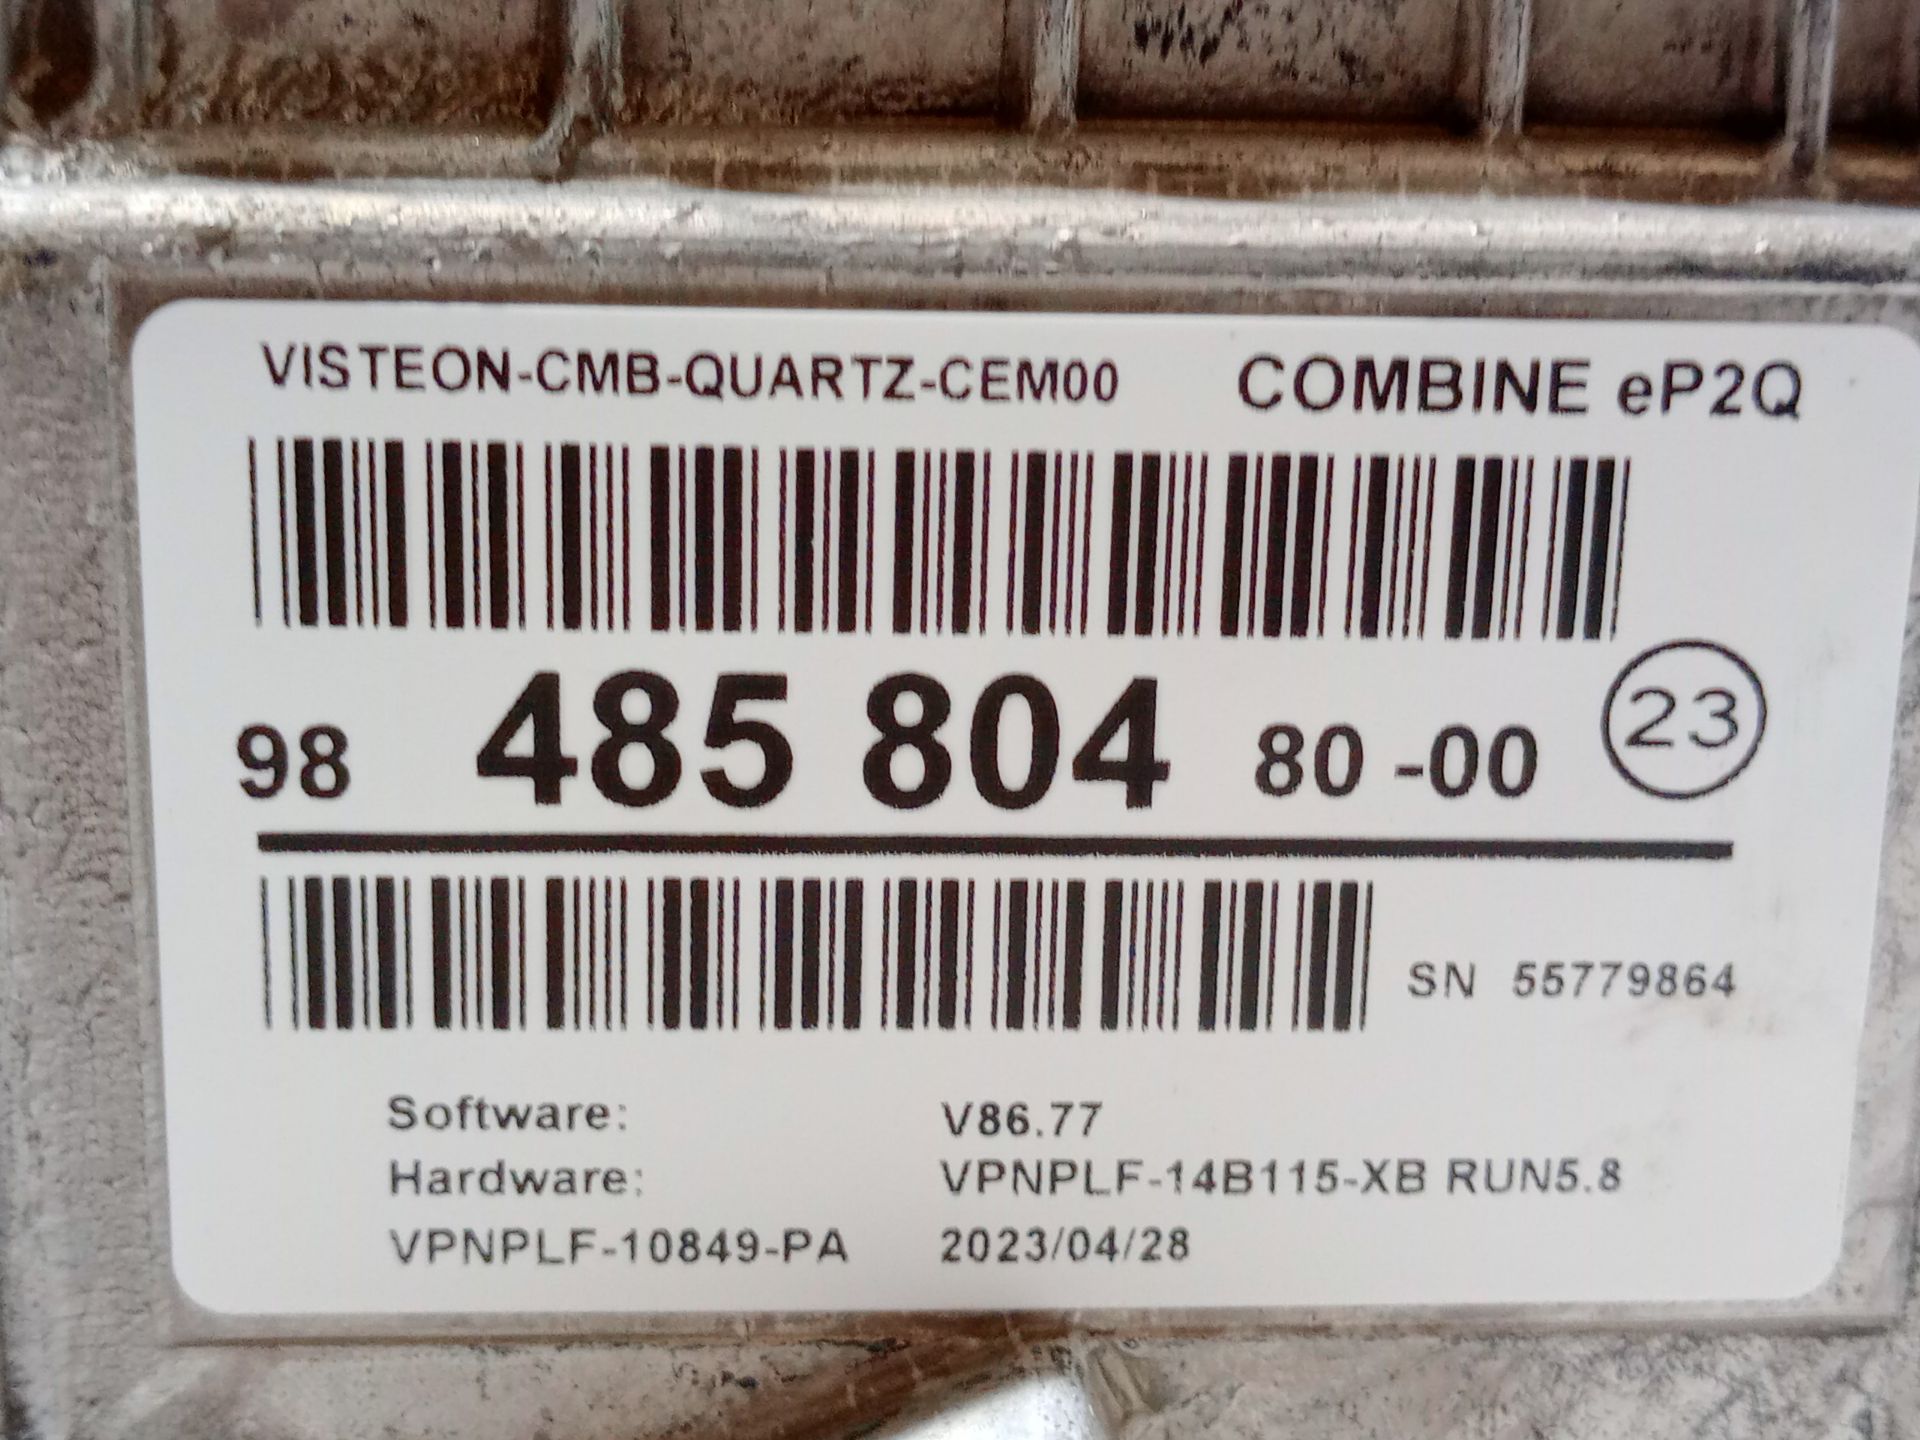 VISTEON-CMB-QUARTZ-CEM00 COMBINE eP2Q
98 485 804 80 -00 23
SN 55779864
Software: V86.77
Hardware: VPNPLF-14B115-XB RUN5.8
VPNPLF-10849-PA 2023/04/28